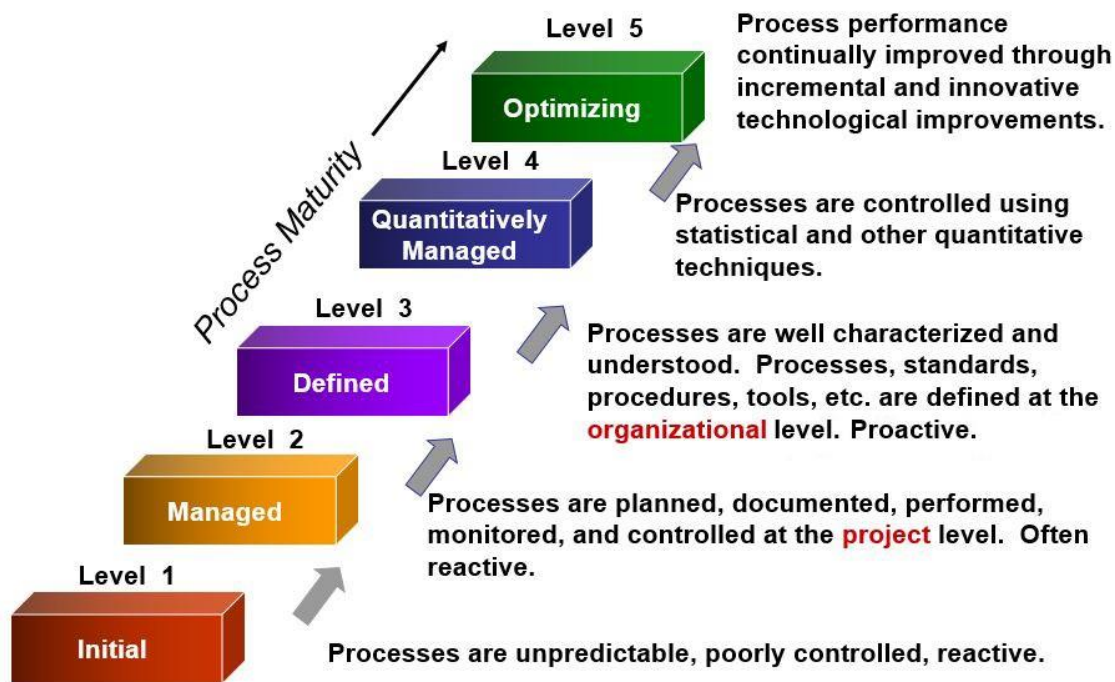 Level 5
Optimizing
Process performance
continually improved through
incremental and innovative
technological improvements.
Process Maturity
Level 4
Quantitatively
Managed
Processes are controlled using
statistical and other quantitative
techniques.
Level 3
Defined
Processes are well characterized and
understood. Processes, standards,
procedures, tools, etc. are defined at the
organizational level. Proactive.
Level 2
Managed
Processes are planned, documented, performed,
monitored, and controlled at the project level. Often
reactive.
Level 1
Initial
Processes are unpredictable, poorly controlled, reactive.